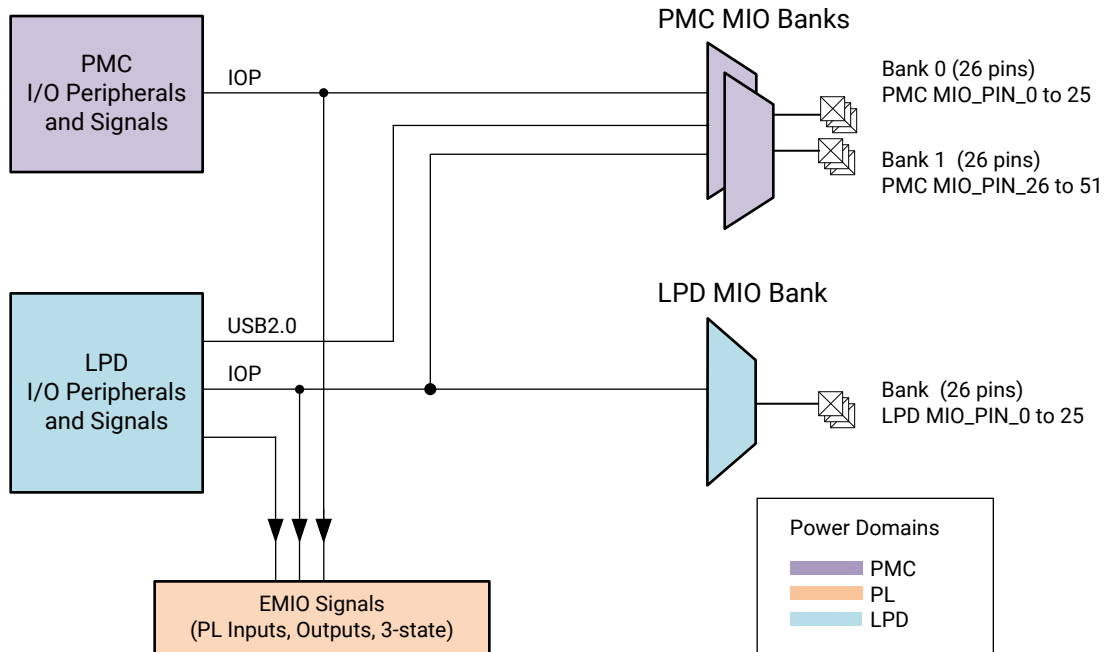 PMC MIO Banks
PMC
I/O Peripherals
and Signals
IOP
Bank 0 (26 pins)
PMC MIO_PIN_0 to 25
Bank 1 (26 pins)
PMC MIO_PIN_26 to 51
LPD MIO Bank
USB2.0
LPD
I/O Peripherals
and Signals
IOP
Bank (26 pins)
LPD MIO_PIN_0 to 25
Power Domains
PMC
PL
LPD
EMIO Signals
(PL Inputs, Outputs, 3-state)